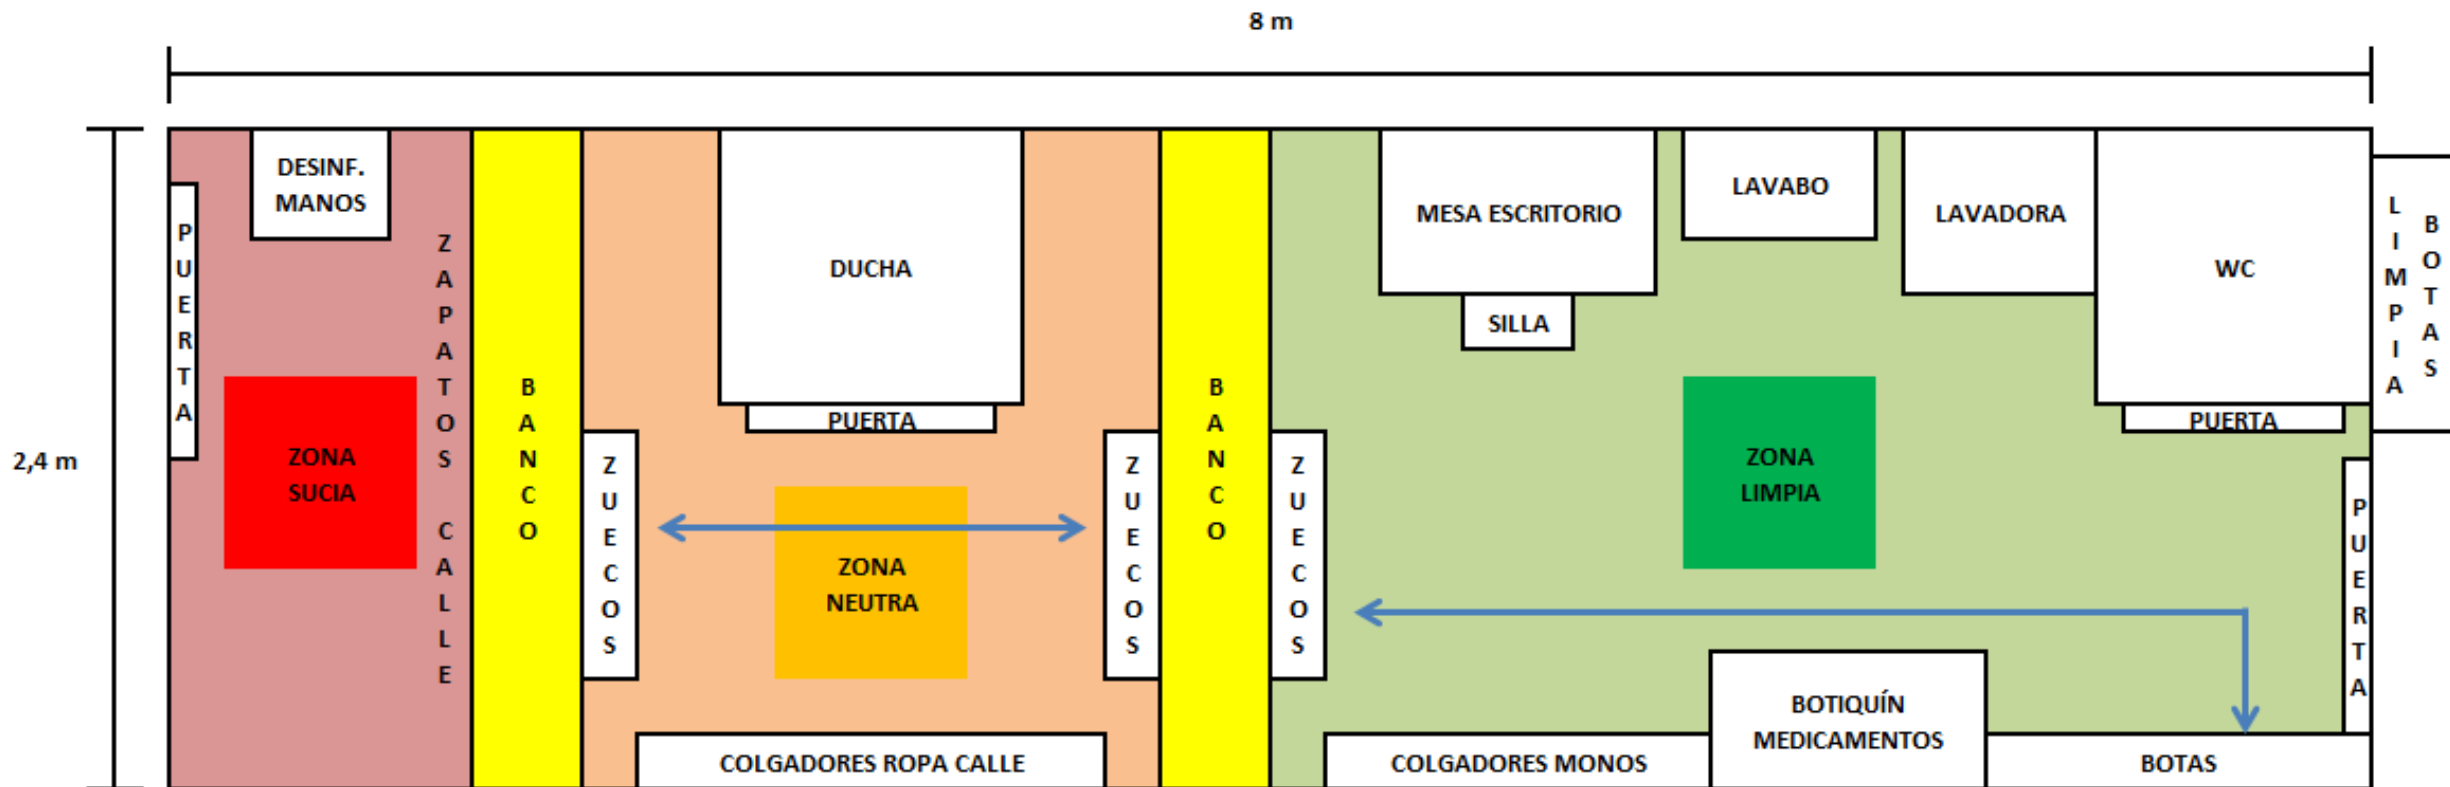 8 m
2,4 m
PUERTA
DESINF.
MANOS
ZAPATOS CALLE
ZONA
SUCIA
BANCO
DUCHA
PUERTA
ZUECOS
ZONA
NEUTRA
ZUECOS
COLGADORES ROPA CALLE
BANCO
ZUECOS
MESA ESCRITORIO
SILLA
LAVABO
LAVADORA
WC
PUERTA
ZONA
LIMPIA
COLGADORES MONOS
BOTIQUÍN
MEDICAMENTOS
BOTAS
PUERTA
LIMPIA
BOTAS